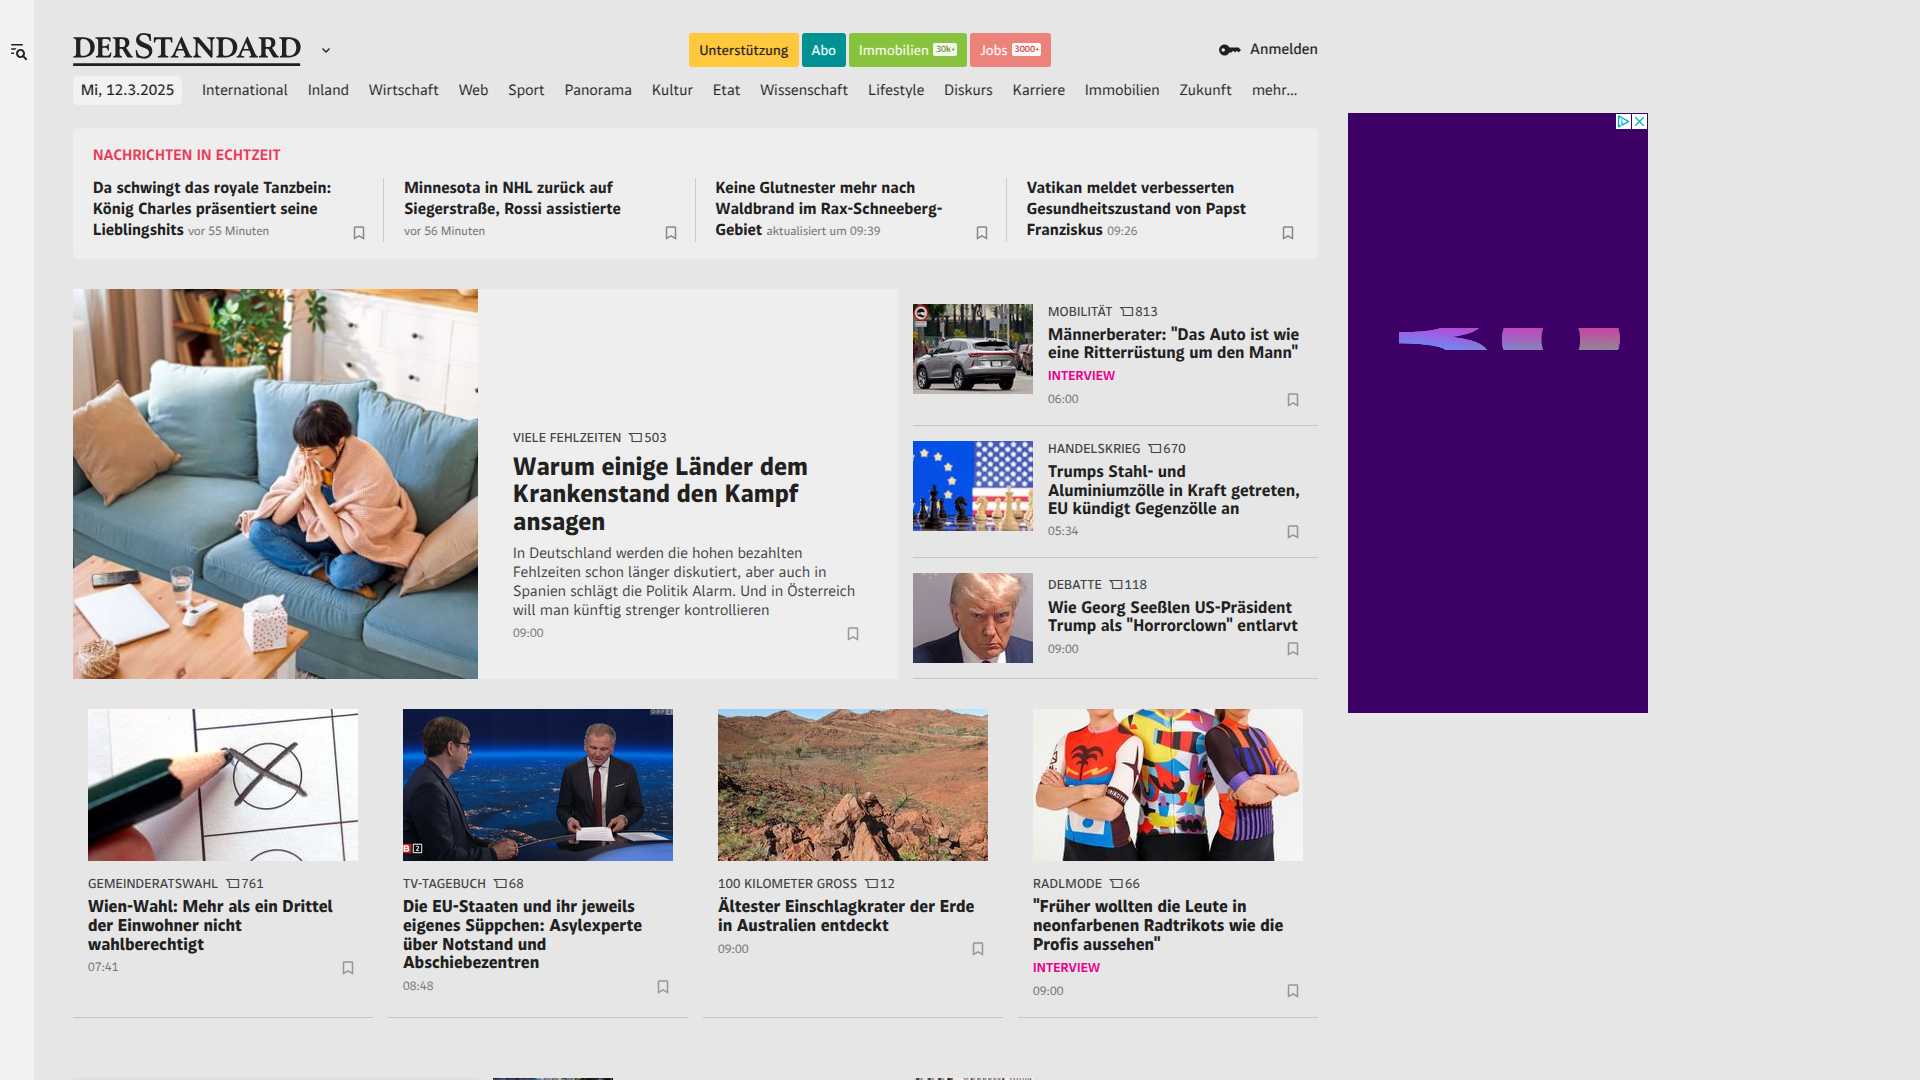 DERSTANDARD
Unterstützung
Abo
Immobilien 30k+
Jobs 3000+
Anmelden
Mi, 12.3.2025
International
Inland
Wirtschaft
Web
Sport
Panorama
Kultur
Etat
Wissenschaft
Lifestyle
Diskurs
Karriere
Immobilien
Zukunft
mehr...
NACHRICHTEN IN ECHTZEIT
Da schwingt das royale Tanzbein:
König Charles präsentiert seine
Lieblingshits vor 55 Minuten
Minnesota in NHL zurück auf
Siegerstraße, Rossi assistierte
vor 56 Minuten
Keine Glutnester mehr nach
Waldbrand im Rax-Schneeberg-
Gebiet aktualisiert um 09:39
Vatikan meldet verbesserten
Gesundheitszustand von Papst
Franziskus 09:26
VIELE FEHLZEITEN 503
Warum einige Länder dem
Krankenstand den Kampf
ansagen
In Deutschland werden die hohen bezahlten
Fehlzeiten schon länger diskutiert, aber auch in
Spanien schlägt die Politik Alarm. Und in Österreich
will man künftig strenger kontrollieren
09:00
MOBILITÄT 813
Männerberater: "Das Auto ist wie
eine Ritterrüstung um den Mann"
INTERVIEW
06:00
HANDELSKRIEG 670
Trumps Stahl- und
Aluminiumzölle in Kraft getreten,
EU kündigt Gegenzölle an
05:34
DEBATTE 118
Wie Georg Seeßlen US-Präsident
Trump als "Horrorclown" entlarvt
09:00
GEMEINDERATSWAHL 761
Wien-Wahl: Mehr als ein Drittel
der Einwohner nicht
wahlberechtigt
07:41
TV-TAGEBUCH 68
Die EU-Staaten und ihr jeweils
eigenes Süppchen: Asylexperte
über Notstand und
Abschiebezentren
08:48
100 KILOMETER GROSS 12
Ältester Einschlagkrater der Erde
in Australien entdeckt
09:00
RADLMODE 66
"Früher wollten die Leute in
neonfarbenen Radtrikots wie die
Profis aussehen"
INTERVIEW
09:00